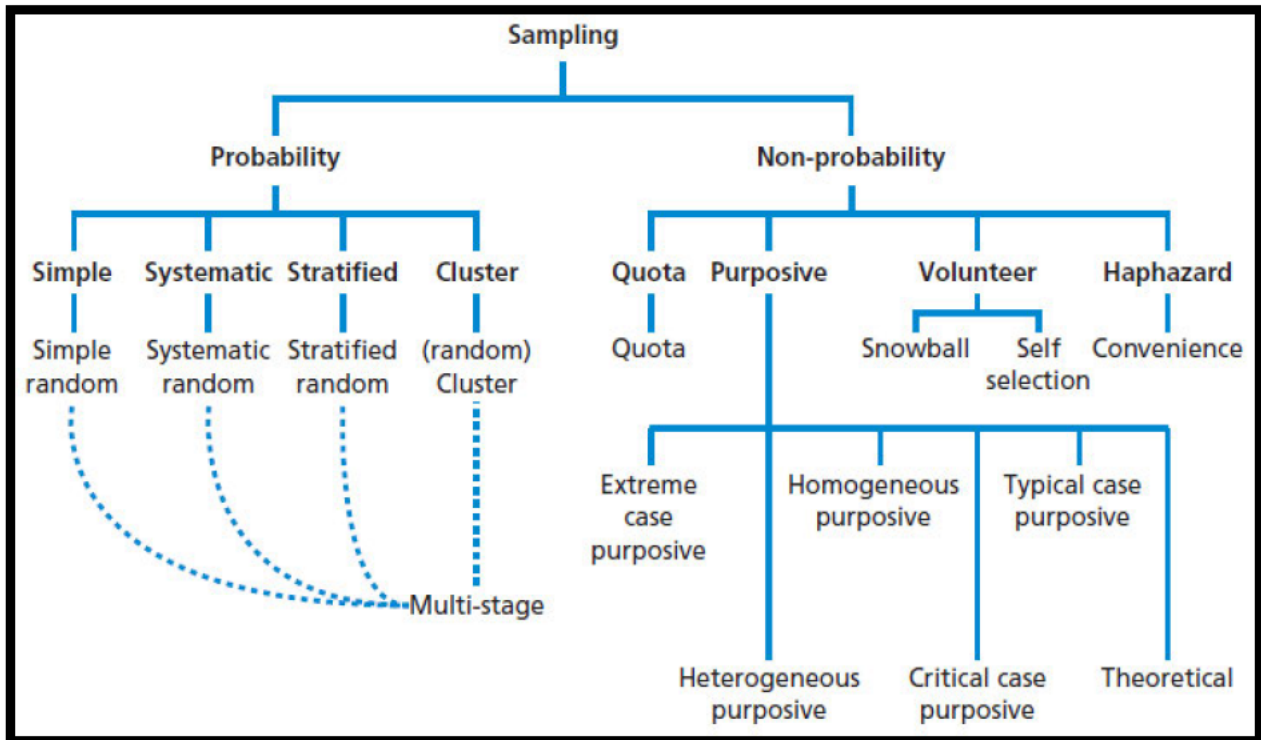 Sampling
Probability
Non-probability
Simple
Systematic
Stratified
Cluster
Quota
Purposive
Volunteer
Haphazard
Simple
random
Systematic
random
Stratified
random
(random)
Cluster
Quota
Snowball
Self
selection
Convenience
Extreme
case
purposive
Homogeneous
purposive
Typical case
purposive
Multi-stage
Heterogeneous
purposive
Critical case
purposive
Theoretical